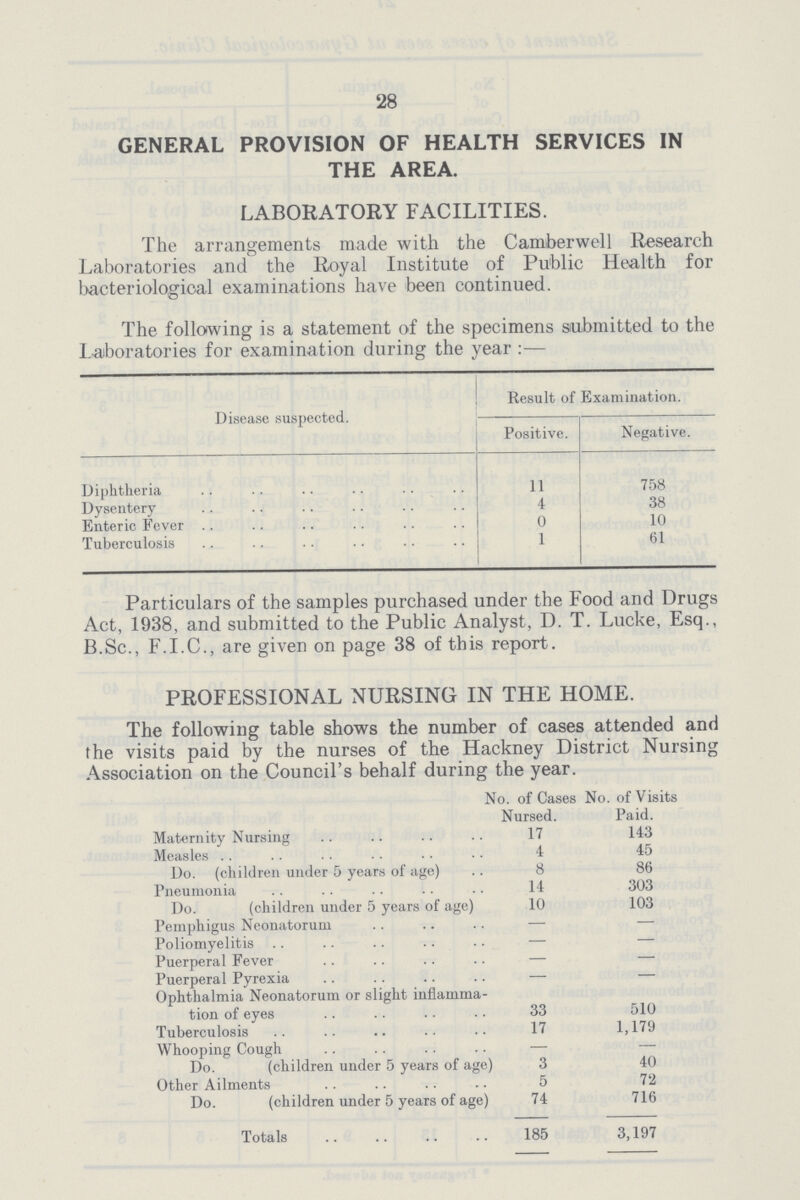 28
GENERAL PROVISION OF HEALTH SERVICES IN
THE AREA.
LABORATORY FACILITIES.
The arrangements made with the Camberwell Research
Laboratories and the Royal Institute of Public Health for
bacteriological examinations have been continued.
The following is a statement of the specimens submitted to the
Laboratories for examination during the year :—
Disease suspected. Result of Examination.
Positive. Negative.
Diphtheria .. .. .. .. .. .. 11 758
Dysentery .. .. .. .. .. .. 4 38
Enteric Fever .. .. .. .. .. .. 0 10
Tuberculosis .. .. .. .. .. .. 1 61
Particulars of the samples purchased under the Food and Drugs
Act, 1938, and submitted to the Public Analyst, D. T. Lucke, Esq.,
B.Sc., F.I.C., are given on page 38 of this report.
PROFESSIONAL NURSING IN THE HOME.
The following table shows the number of cases attended and
the visits paid by the nurses of the Hackney District Nursing
Association on the Council's behalf during the year.
No. of Cases No. of Visits
Nursed. Paid.
Maternity Nursing .. .. .. .. 17 143
Measles .. .. .. .. .. .. 4 45
Do. (children under 5 years of age) .. 8 86
Pneumonia .. .. .. .. .. 14 303
Do. (children under 5 years of age) 10 103
Pemphigus Neonatorum .. .. .. — —
Poliomyelitis .. .. .. .. .. — —
Puerperal Fever .. .. .. .. — —
Puerperal Pyrexia .. .. .. .. — —
Ophthalmia Neonatorum or slight inflamma-
tion of eyes .. .. .. .. 33 510
Tuberculosis .. .. .. .. .. 17 1,179
Whooping Cough .. .. .. .. — —
Do. (children under 5 years of age) 3 40
Other Ailments .. .. .. .. 5 72
Do. (children under 5 years of age) 74 716
Totals .. .. .. .. 185 3,197